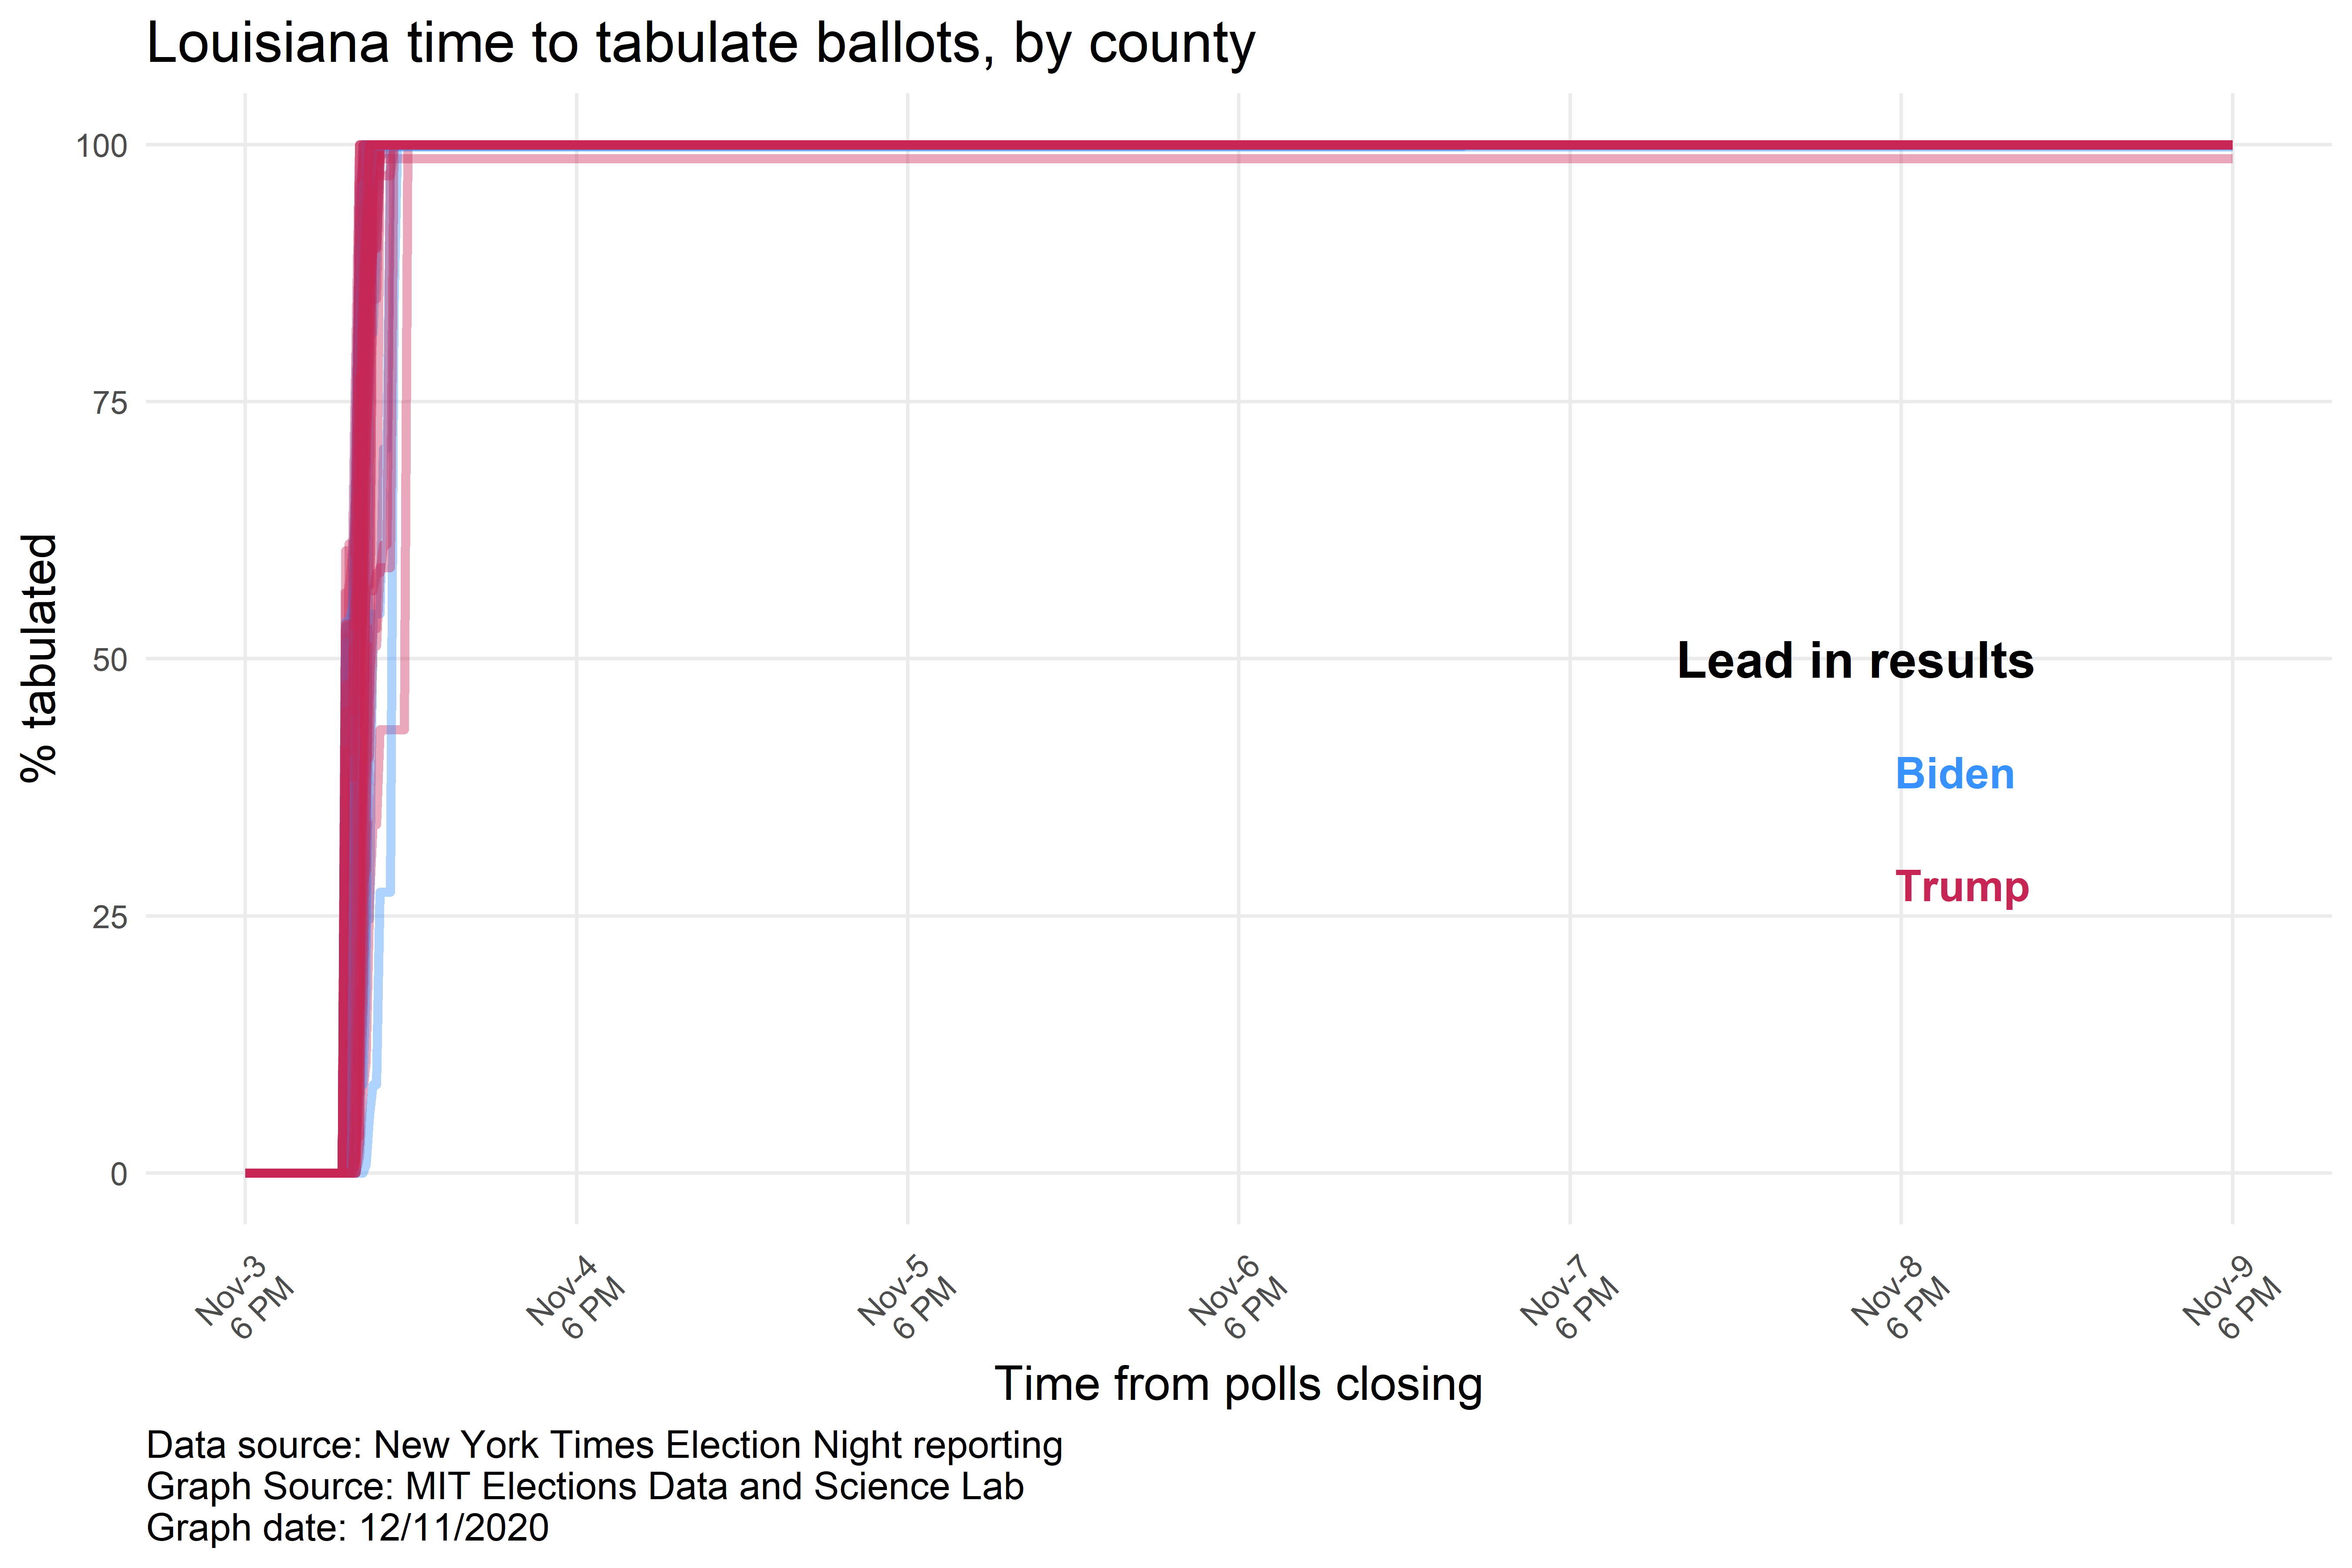 Louisiana time to tabulate ballots, by county
100
75
50
25
0
% tabulated
Lead in results
Biden
Trump
Nov-3
6 PM
Nov-4
6 PM
Nov-5
6 PM
Nov-6
6 PM
Nov-7
6 PM
Nov-8
6 PM
Nov-9
6 PM
Time from polls closing
Data source: New York Times Election Night reporting
Graph Source: MIT Elections Data and Science Lab
Graph date: 12/11/2020